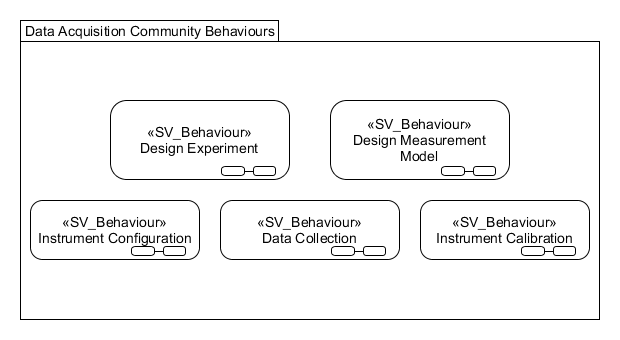 Data Acquisition Community Behaviours
«SV_Behaviour»
Design Experiment
«SV_Behaviour»
Design Measurement
Model
«SV_Behaviour»
Instrument Configuration
«SV_Behaviour»
Data Collection
«SV_Behaviour»
Instrument Calibration